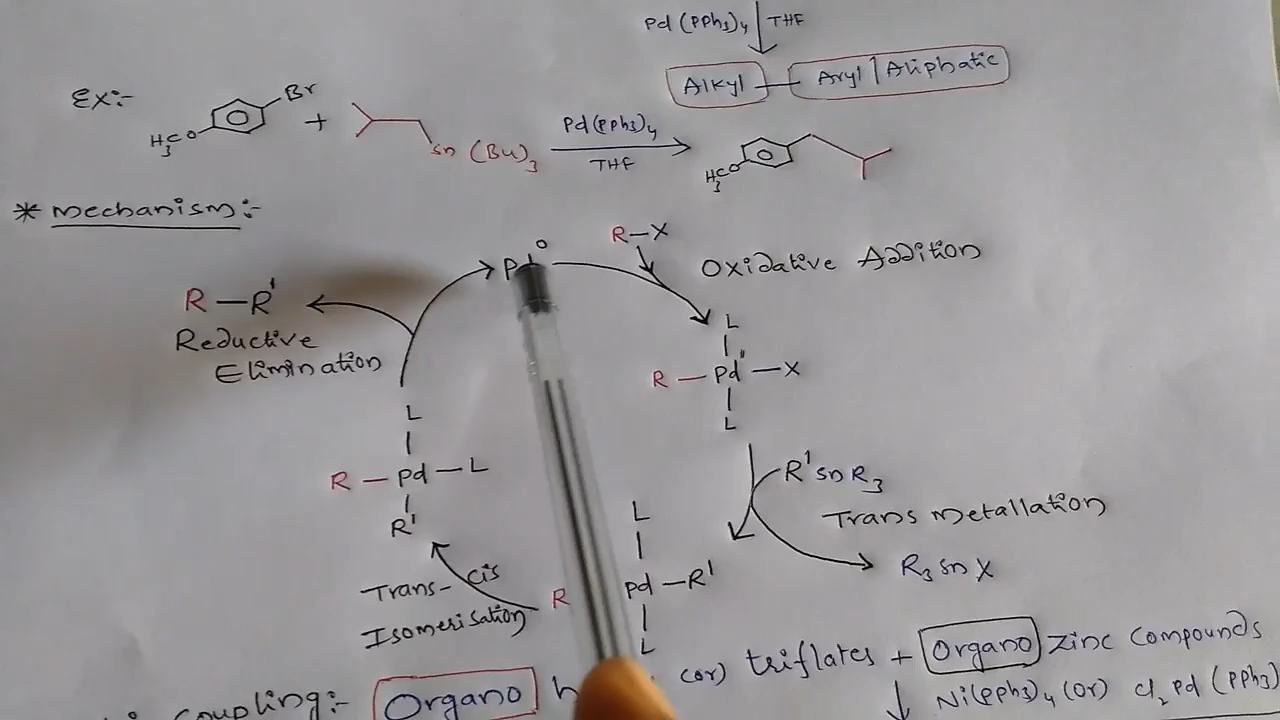 Pd(PPh3)4 THF
Alkyl — Aryl / Aliphatic
Ex:-
Br
H3CO
+
Sn (Bu)3
Pd(PPh3)4
THF
H3CO
* Mechanism:-
Pd0
R—X
Oxidative Addition
R—R'
Reductive
Elimination
L
R—Pd"—X
L
R'SnR3
Trans metallation
R3SnX
L
R Pd—R'
L
Trans-cis
Isomerisation
L
R—Pd—L
R'
coupling:- Organo (or) triflates + Organo Zinc Compounds
Ni(PPh3)4 (or) Cl2Pd(PPh3)